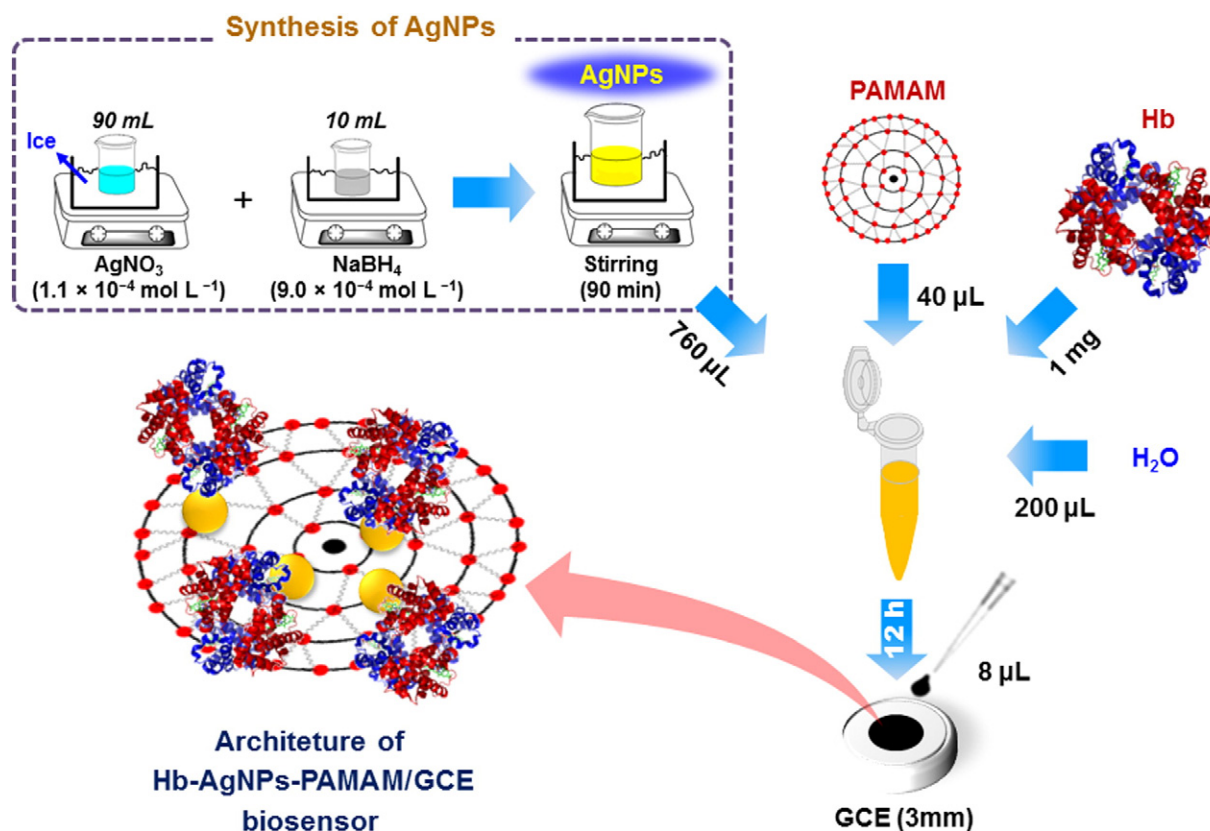 Synthesis of AgNPs
AgNPs
90 mL
10 mL
Ice
+
AgNO₃
(1.1 × 10⁻⁴ mol L ⁻¹)
NaBH₄
(9.0 × 10⁻⁴ mol L ⁻¹)
Stirring
(90 min)
PAMAM
Hb
760 µL
40 µL
1 mg
H₂O
200 µL
12 h
8 µL
GCE (3mm)
Architeture of
Hb-AgNPs-PAMAM/GCE
biosensor